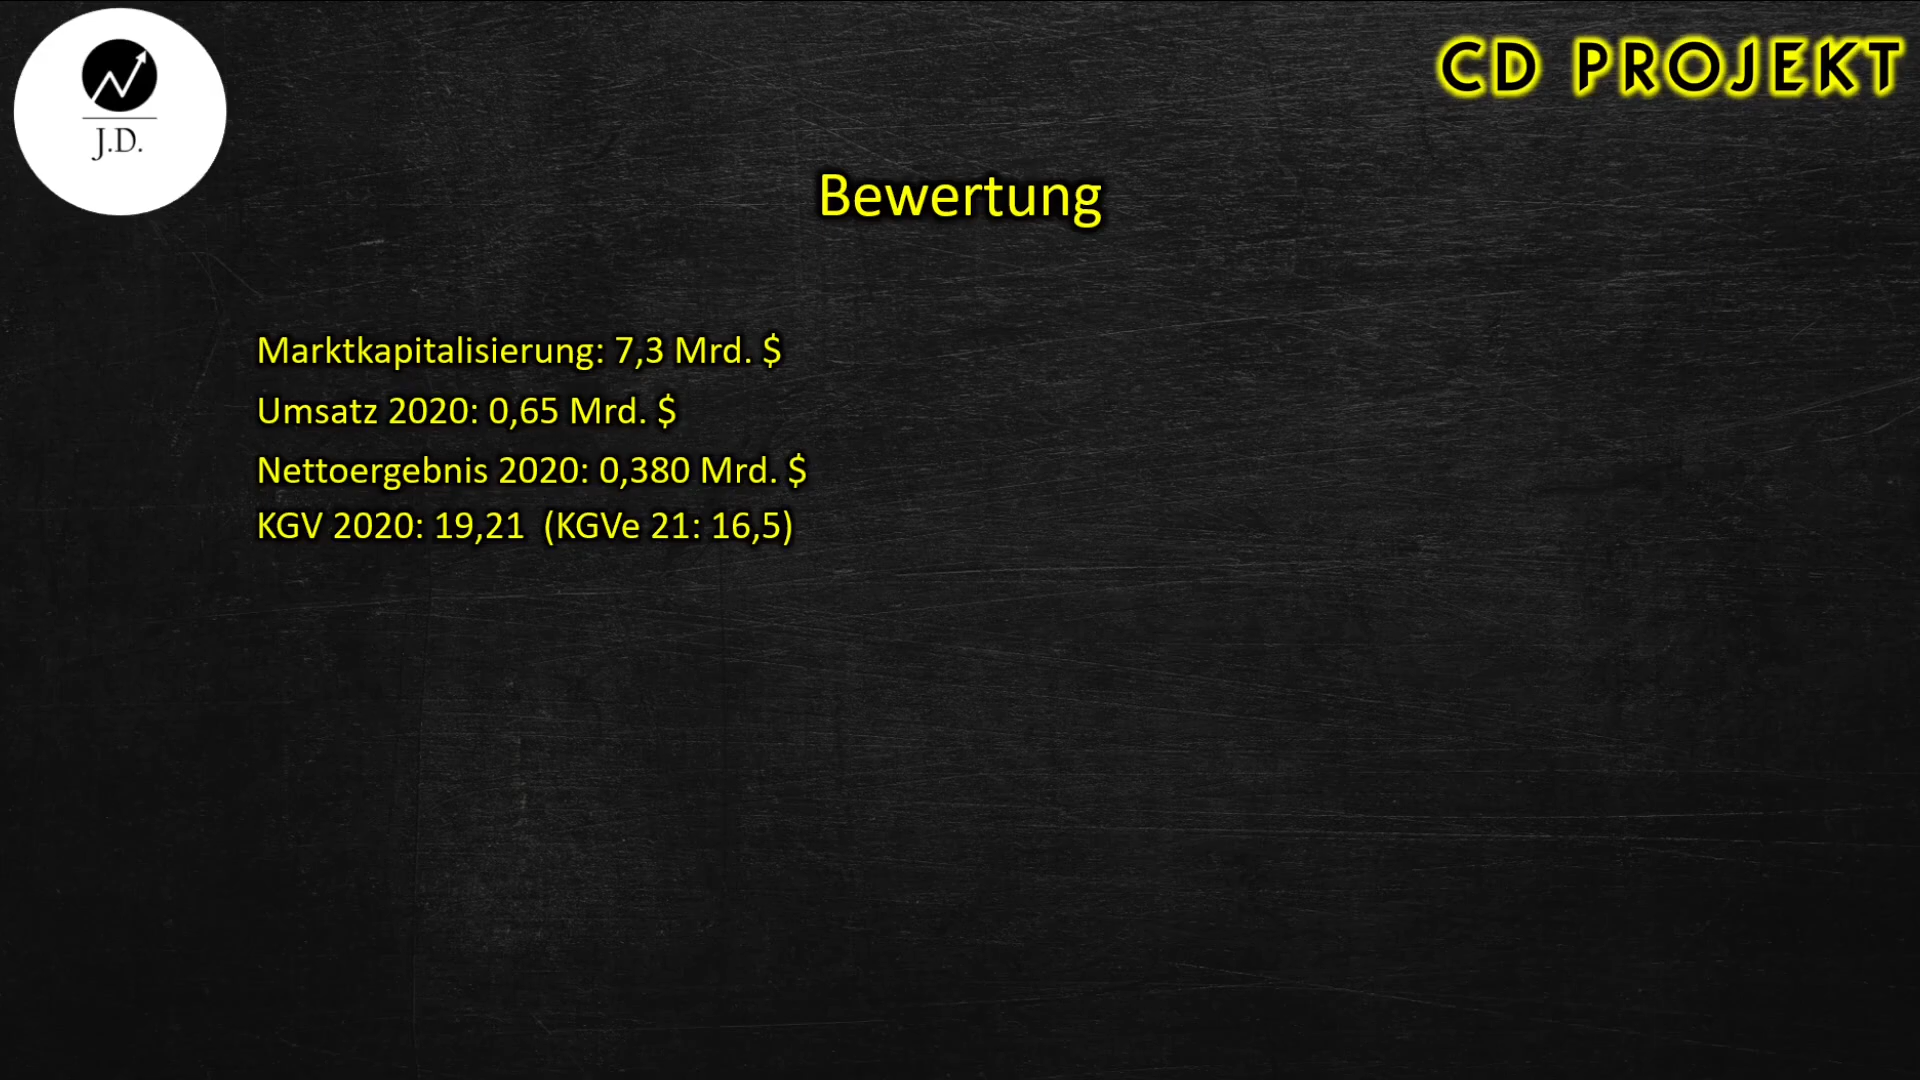 J.D.
CD PROJEKT
Bewertung
Marktkapitalisierung: 7,3 Mrd. $
Umsatz 2020: 0,65 Mrd. $
Nettoergebnis 2020: 0,380 Mrd. $
KGV 2020: 19,21  (KGVe 21: 16,5)